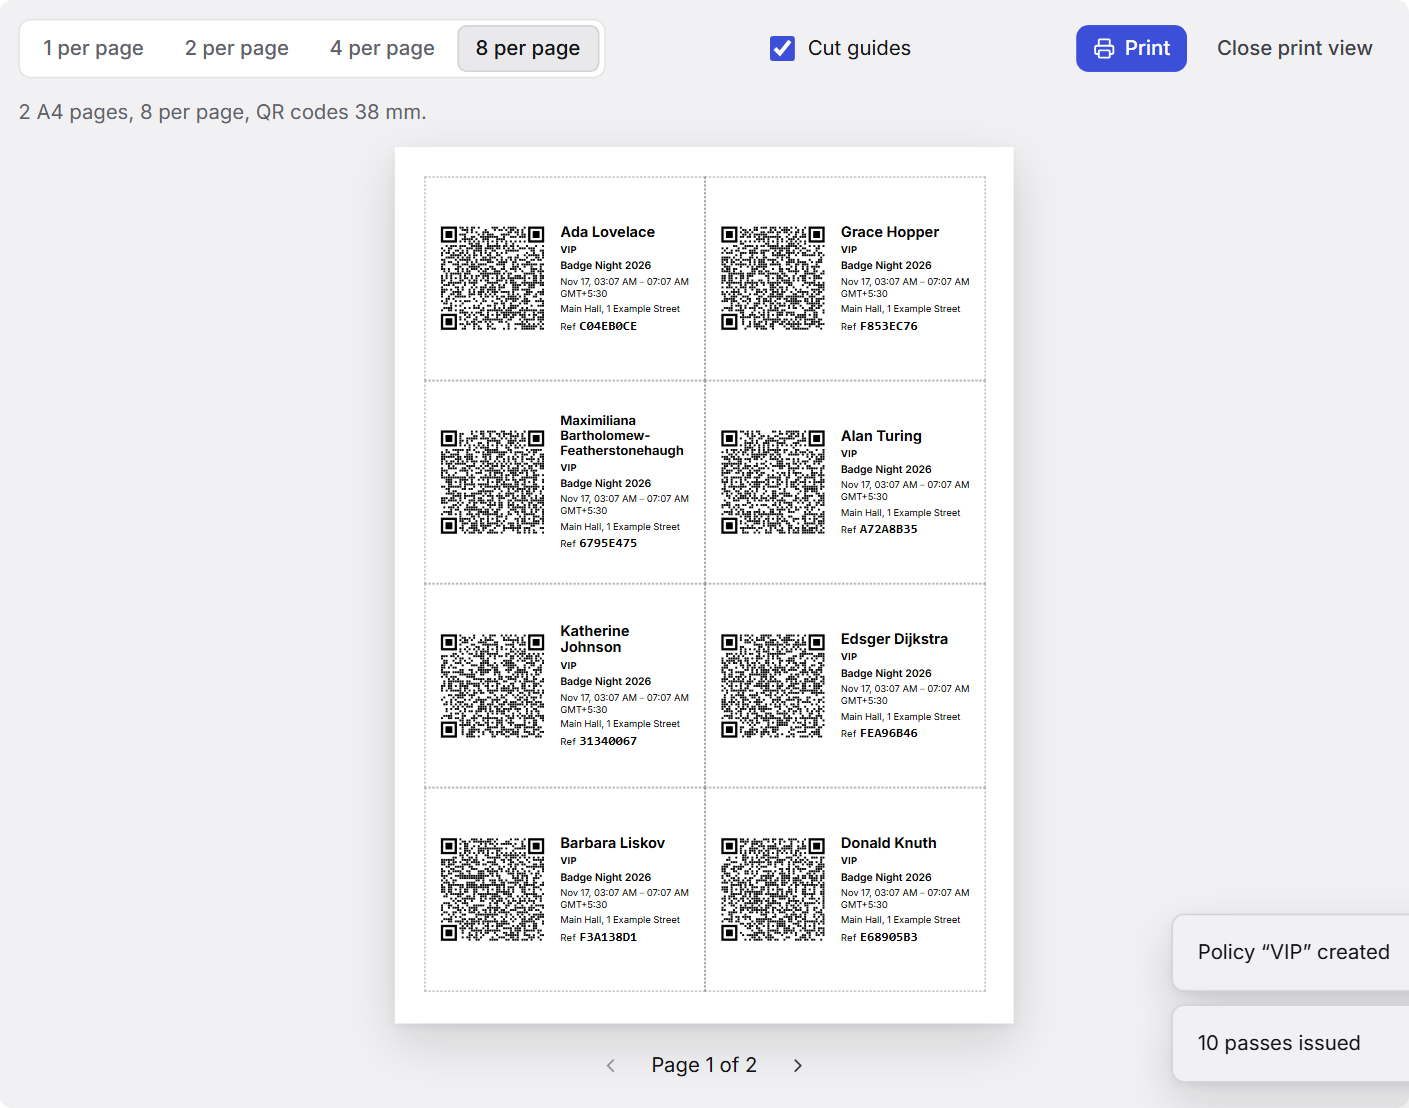 1 per page
2 per page
4 per page
8 per page
Cut guides
Print
Close print view
2 A4 pages, 8 per page, QR codes 38 mm.
Ada Lovelace
VIP
Badge Night 2026
Nov 17, 03:07 AM – 07:07 AM
GMT+5:30
Main Hall, 1 Example Street
Ref C04EB0CE
Grace Hopper
VIP
Badge Night 2026
Nov 17, 03:07 AM – 07:07 AM
GMT+5:30
Main Hall, 1 Example Street
Ref F853EC76
Maximiliana
Bartholomew-
Featherstonehaugh
VIP
Badge Night 2026
Nov 17, 03:07 AM – 07:07 AM
GMT+5:30
Main Hall, 1 Example Street
Ref 6795E475
Alan Turing
VIP
Badge Night 2026
Nov 17, 03:07 AM – 07:07 AM
GMT+5:30
Main Hall, 1 Example Street
Ref A72A8B35
Katherine
Johnson
VIP
Badge Night 2026
Nov 17, 03:07 AM – 07:07 AM
GMT+5:30
Main Hall, 1 Example Street
Ref 31340067
Edsger Dijkstra
VIP
Badge Night 2026
Nov 17, 03:07 AM – 07:07 AM
GMT+5:30
Main Hall, 1 Example Street
Ref FEA96B46
Barbara Liskov
VIP
Badge Night 2026
Nov 17, 03:07 AM – 07:07 AM
GMT+5:30
Main Hall, 1 Example Street
Ref F3A138D1
Donald Knuth
VIP
Badge Night 2026
Nov 17, 03:07 AM – 07:07 AM
GMT+5:30
Main Hall, 1 Example Street
Ref E68905B3
Policy “VIP” created
10 passes issued
Page 1 of 2